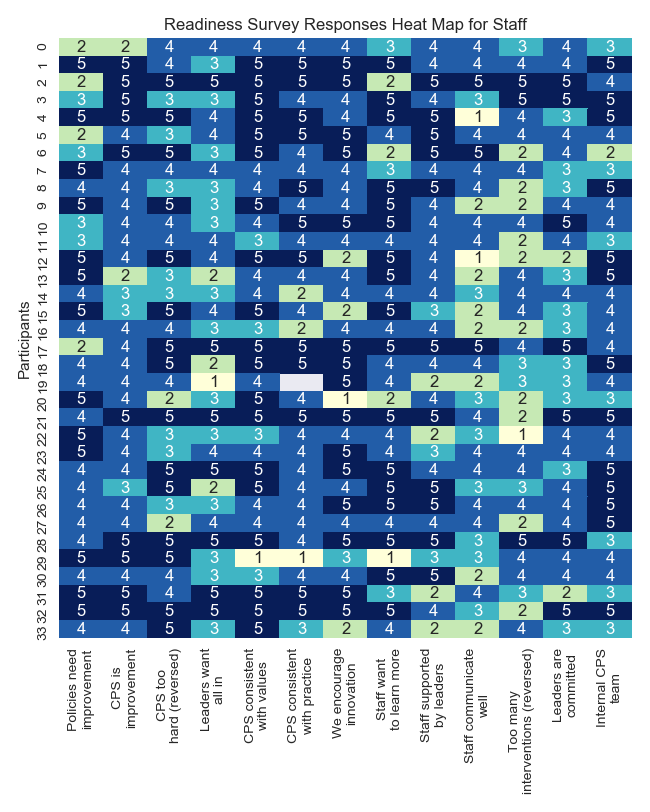 Readiness Survey Responses Heat Map for Staff
Participants
0 2 2 4 4 4 4 4 3 4 4 3 4 3
1 5 5 4 3 5 5 5 5 4 4 4 4 5
2 2 5 5 5 5 5 5 2 5 5 5 5 4
3 3 5 3 3 5 4 4 5 4 3 5 5 5
4 5 5 5 4 5 5 4 5 5 1 4 3 5
5 2 4 3 4 5 5 5 4 5 4 4 4 4
6 3 5 5 3 5 4 5 2 5 5 2 4 2
7 5 4 4 4 4 4 4 3 4 4 4 3 3
8 4 4 3 3 4 5 4 5 5 4 2 3 5
9 5 4 5 3 5 4 4 5 4 2 2 4 4
10 3 4 4 3 4 5 5 5 4 4 4 5 4
11 3 4 4 4 3 4 4 4 4 4 2 4 3
12 5 4 5 4 5 5 2 5 4 1 2 2 5
13 5 2 3 2 4 4 4 5 4 2 4 3 5
14 4 3 3 3 4 2 4 4 4 3 4 4 4
15 5 3 5 4 5 4 2 5 3 2 4 3 4
16 4 4 4 3 3 2 4 4 4 2 2 3 4
17 2 4 5 5 5 5 5 5 5 5 4 5 4
18 4 4 5 2 5 5 5 4 4 4 3 3 5
19 4 4 4 1 4 5 4 2 2 3 3 4
20 5 4 2 3 5 4 1 2 4 3 2 3 3
21 4 5 5 5 5 5 5 5 5 4 2 5 5
22 5 4 3 3 3 4 4 4 2 3 1 4 4
23 5 4 3 4 4 4 5 4 3 4 4 4 4
24 4 4 5 5 5 4 5 5 4 4 4 3 5
25 4 3 5 2 5 4 4 5 5 3 3 4 5
26 4 4 3 3 4 4 5 5 5 4 4 4 5
27 4 4 2 4 4 4 4 4 4 4 2 4 5
28 4 5 5 5 5 4 5 5 5 3 5 5 3
29 5 5 5 3 1 1 3 1 3 3 4 4 4
30 4 4 4 3 3 4 4 5 5 2 4 4 4
31 5 5 4 5 5 5 5 3 2 4 3 2 3
32 5 5 5 5 5 5 5 5 4 3 2 5 5
33 4 4 5 3 5 3 2 4 2 2 4 3 3
Policies need
improvement
CPS is
improvement
CPS too
hard (reversed)
Leaders want
all in
CPS consistent
with values
CPS consistent
with practice
We encourage
innovation
Staff want
to learn more
Staff supported
by leaders
Staff communicate
well
Too many
interventions (reversed)
Leaders are
committed
Internal CPS
team